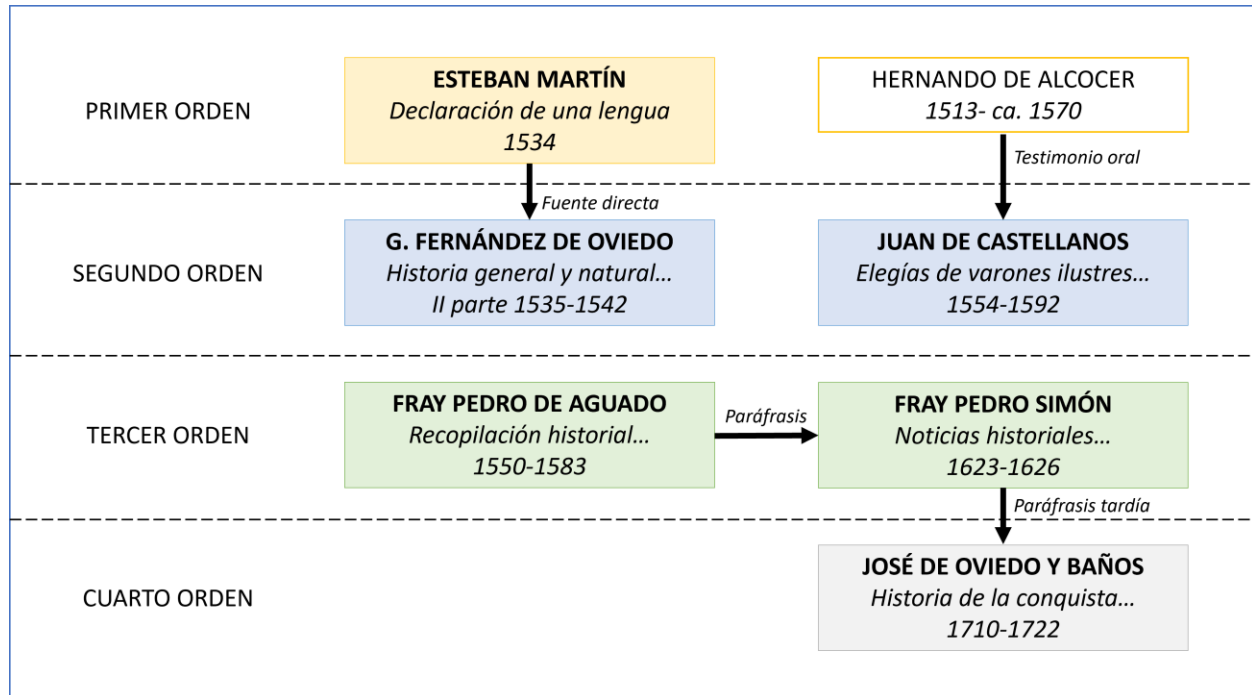 PRIMER ORDEN
ESTEBAN MARTÍN
Declaración de una lengua
1534
HERNANDO DE ALCOCER
1513- ca. 1570
Fuente directa
Testimonio oral
SEGUNDO ORDEN
G. FERNÁNDEZ DE OVIEDO
Historia general y natural...
II parte 1535-1542
JUAN DE CASTELLANOS
Elegías de varones ilustres...
1554-1592
TERCER ORDEN
FRAY PEDRO DE AGUADO
Recopilación historial...
1550-1583
Paráfrasis
FRAY PEDRO SIMÓN
Noticias historiales...
1623-1626
Paráfrasis tardía
CUARTO ORDEN
JOSÉ DE OVIEDO Y BAÑOS
Historia de la conquista...
1710-1722